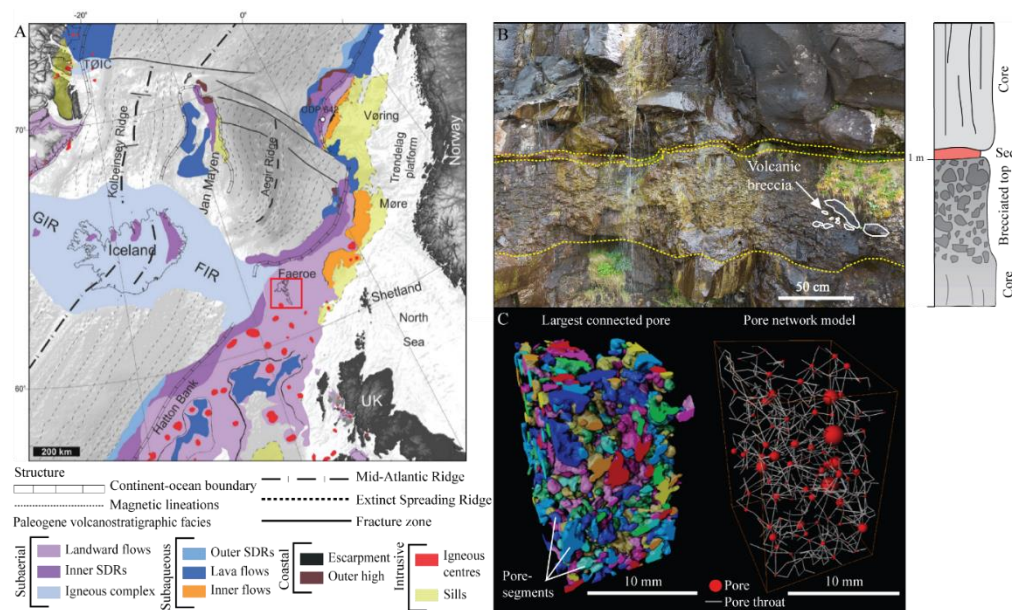 A
-20°
0°
TØIC
70°
Kolbeinsey Ridge
Jan Mayen
Aegir Ridge
ODP 642
Vøring
Trøndelag
platform
Norway
Møre
GIR
Iceland
FIR
Faeroe
Shetland
North
Sea
60°
Hatton Bank
UK
200 km
Structure
Continent-ocean boundary
Magnetic lineations
Mid-Atlantic Ridge
Extinct Spreading Ridge
Fracture zone
Paleogene volcanostratigraphic facies
Subaerial
Landward flows
Inner SDRs
Igneous complex
Subaqueous
Outer SDRs
Lava flows
Inner flows
Coastal
Escarpment
Outer high
Intrusive
Igneous
centres
Sills
B
Volcanic
breccia
50 cm
Core
Sed
1 m
Brecciated top
Core
C
Largest connected pore
Pore network model
Pore-
segments
10 mm
10 mm
Pore
Pore throat